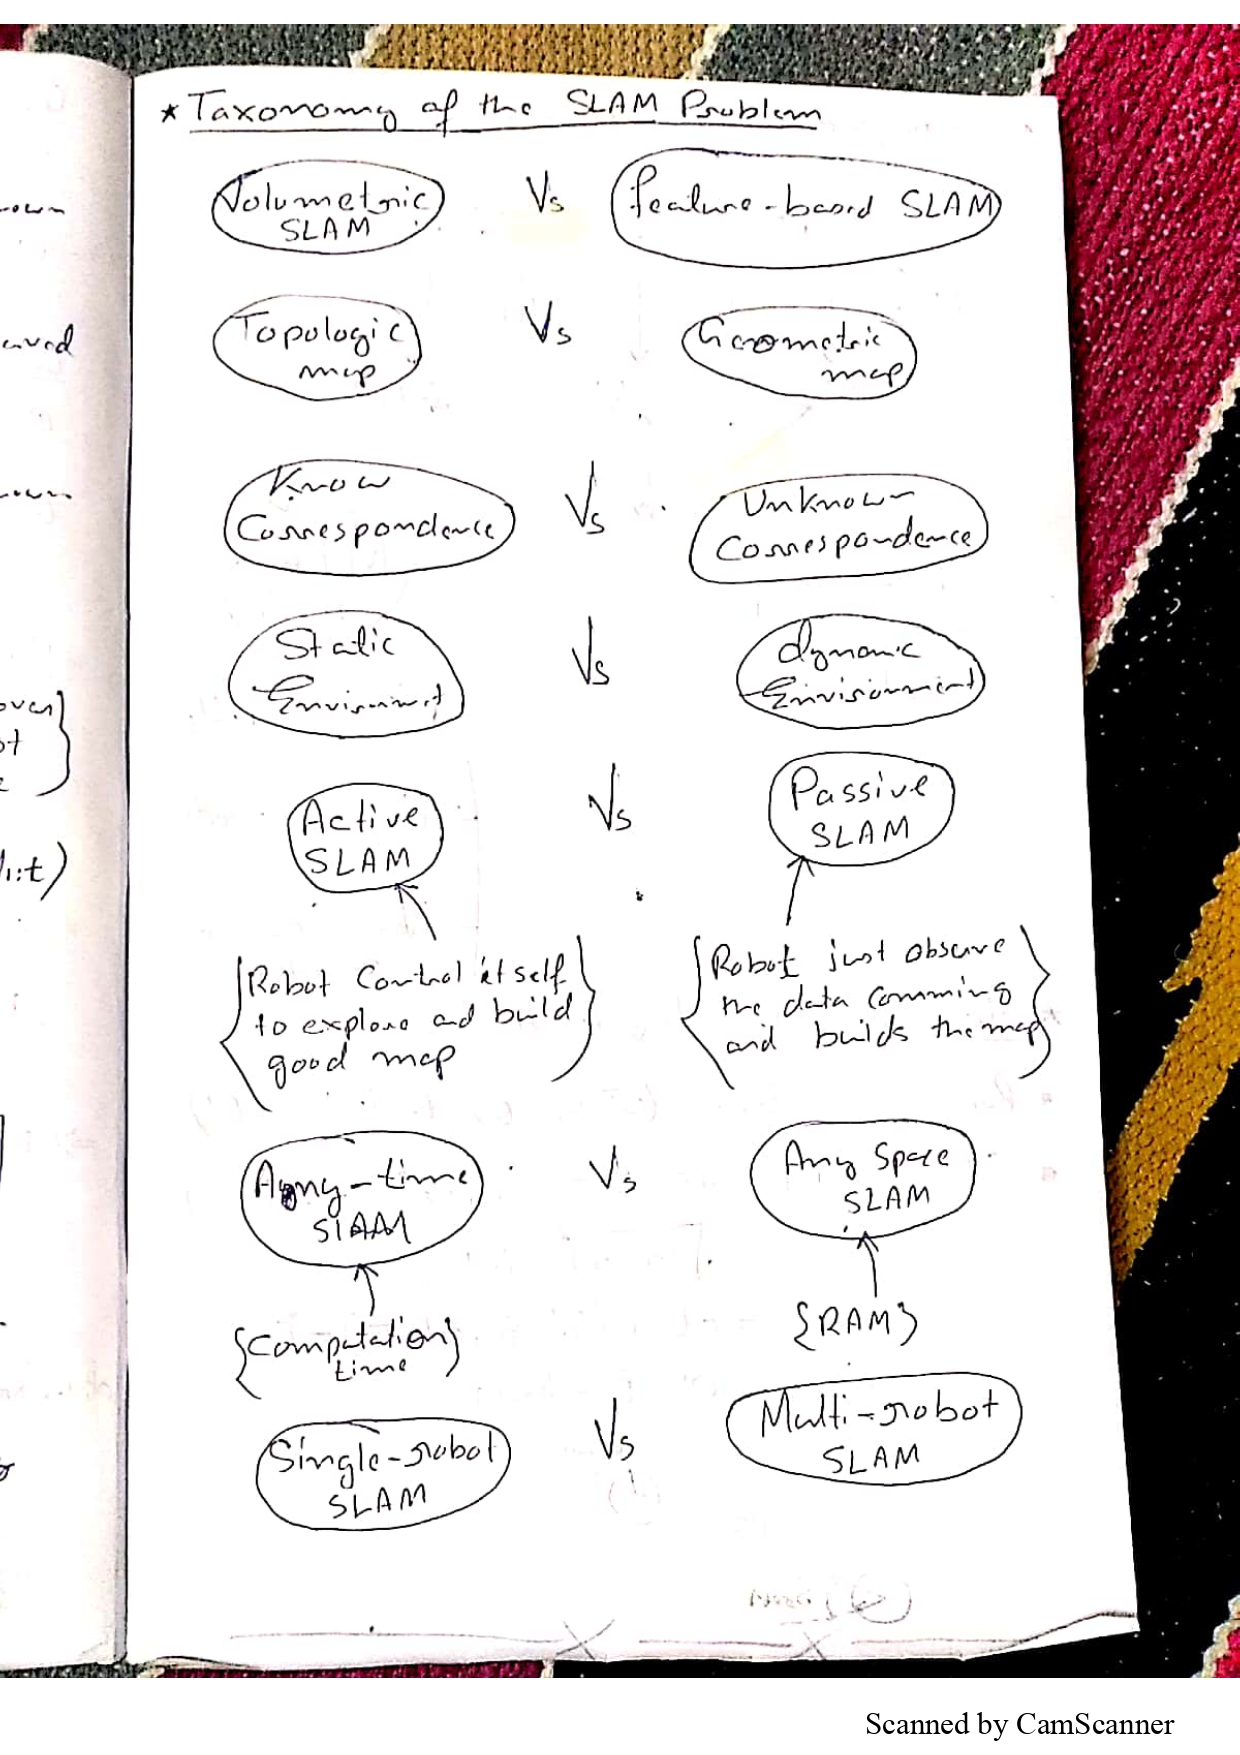 * Taxonomy of the SLAM Problem
Volumetric Vs feature-based SLAM
SLAM
Topologic Vs Geometric
map map
Know Vs Unknown
Correspondence Correspondence
Static Vs dynamic
Environment Environment
Active Vs Passive
SLAM SLAM
{Robot Control itself
to explore and build
good map}
{Robot just observe
the data comming
and builds the map}
Any-time Vs Any Space
SLAM SLAM
{Computation
time}
{RAM}
Single-robot Vs Multi-robot
SLAM SLAM
Scanned by CamScanner